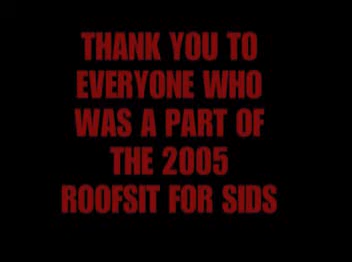 THANK YOU TO
EVERYONE WHO
WAS A PART OF
THE 2005
ROOFSIT FOR SIDS